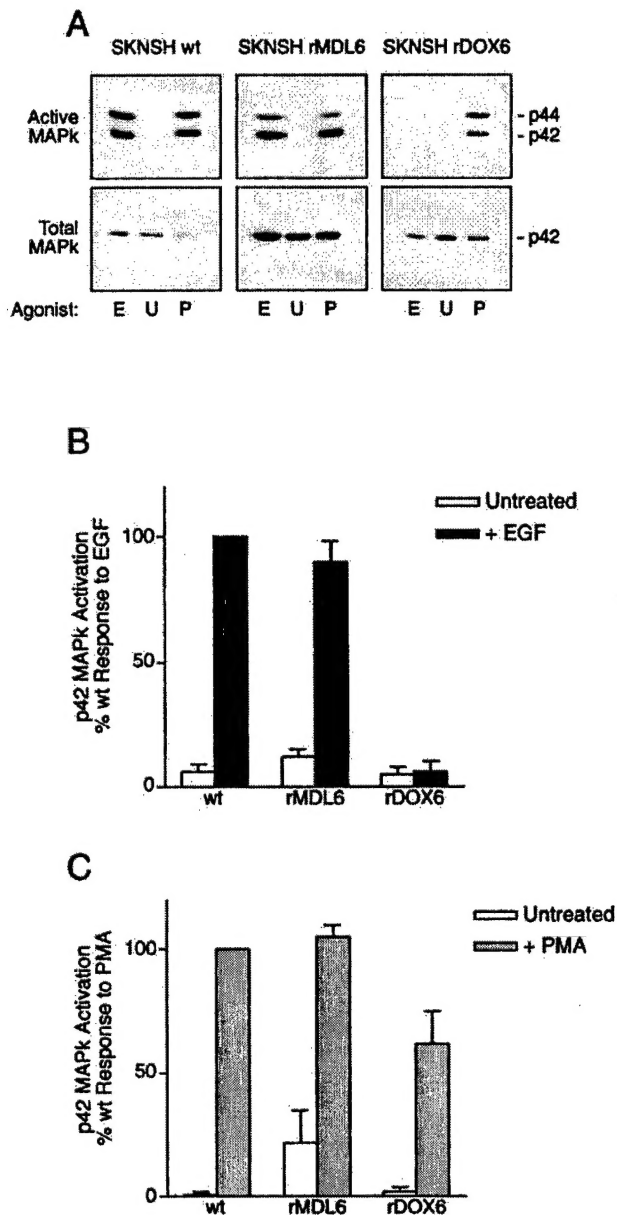 A
SKNSH wt SKNSH rMDL6 SKNSH rDOX6
Active
MAPk
- p44
- p42
Total
MAPk
- p42
Agonist: E U P E U P E U P
B
p42 MAPk Activation
% wt Response to EGF
100
50
0
Untreated
+ EGF
wt rMDL6 rDOX6
C
p42 MAPk Activation
% wt Response to PMA
100
50
0
Untreated
+ PMA
wt rMDL6 rDOX6